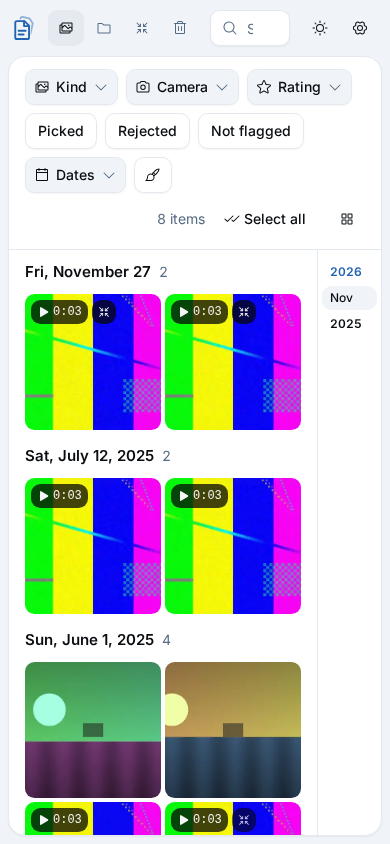 S
Kind
Camera
Rating
Picked
Rejected
Not flagged
Dates
8 items
Select all
Fri, November 27 2
2026
Nov
2025
0:03
0:03
Sat, July 12, 2025 2
0:03
0:03
Sun, June 1, 2025 4
0:03
0:03